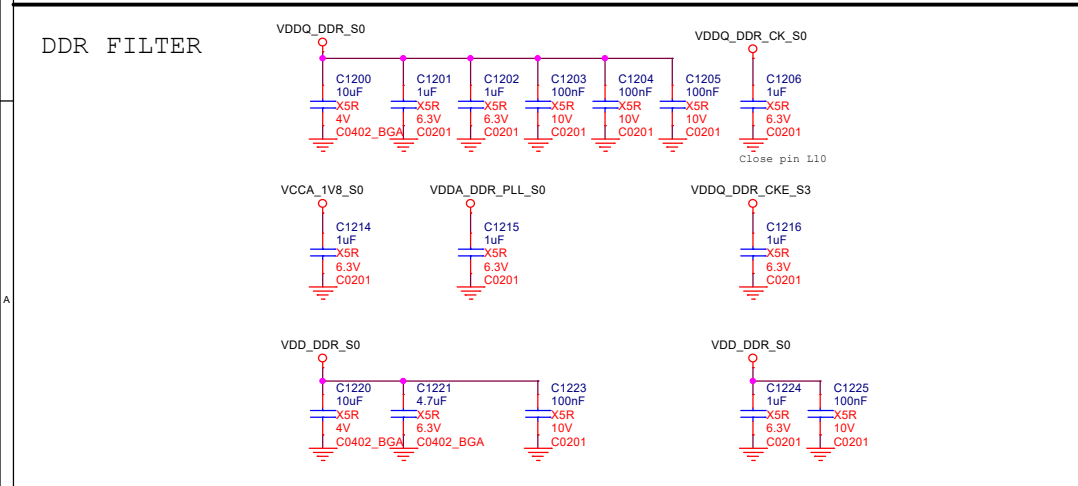 DDR FILTER
VDDQ_DDR_S0
VDDQ_DDR_CK_S0
C1200
10uF
X5R
4V
C0402_BGA
C1201
1uF
X5R
6.3V
C0201
C1202
1uF
X5R
6.3V
C0201
C1203
100nF
X5R
10V
C0201
C1204
100nF
X5R
10V
C0201
C1205
100nF
X5R
10V
C0201
C1206
1uF
X5R
6.3V
C0201
Close pin L10
VCCA_1V8_S0
C1214
1uF
X5R
6.3V
C0201
VDDA_DDR_PLL_S0
C1215
1uF
X5R
6.3V
C0201
VDDQ_DDR_CKE_S3
C1216
1uF
X5R
6.3V
C0201
A
VDD_DDR_S0
C1220
10uF
X5R
4V
C0402_BGA
C1221
4.7uF
X5R
6.3V
C0402_BGA
C1223
100nF
X5R
10V
C0201
VDD_DDR_S0
C1224
1uF
X5R
6.3V
C0201
C1225
100nF
X5R
10V
C0201